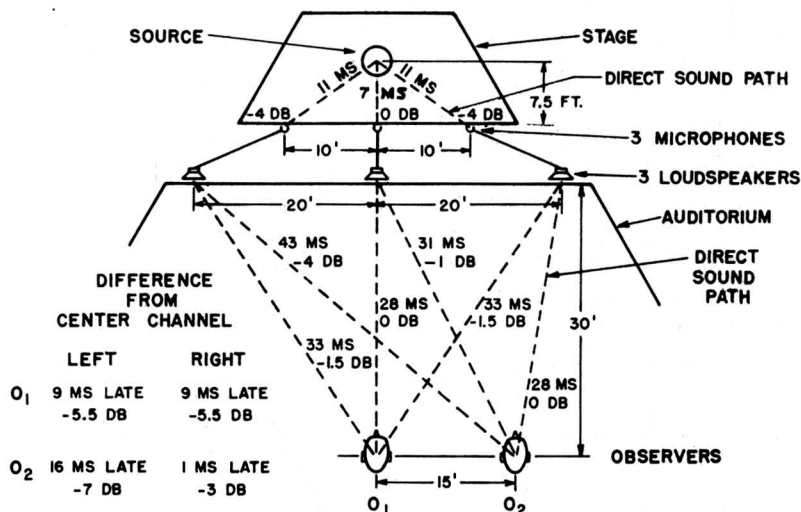 SOURCE
STAGE
11 MS
11 MS
7 MS
DIRECT SOUND PATH
7.5 FT.
-4 DB
0 DB
-4 DB
3 MICROPHONES
10'
10'
3 LOUDSPEAKERS
20'
20'
AUDITORIUM
43 MS
-4 DB
31 MS
-1 DB
DIRECT
SOUND
PATH
DIFFERENCE
FROM
CENTER CHANNEL
28 MS
0 DB
33 MS
-1.5 DB
30'
33 MS
-1.5 DB
LEFT
RIGHT
28 MS
0 DB
O1 9 MS LATE 9 MS LATE
-5.5 DB -5.5 DB
O2 16 MS LATE 1 MS LATE
-7 DB -3 DB
OBSERVERS
15'
O1
O2